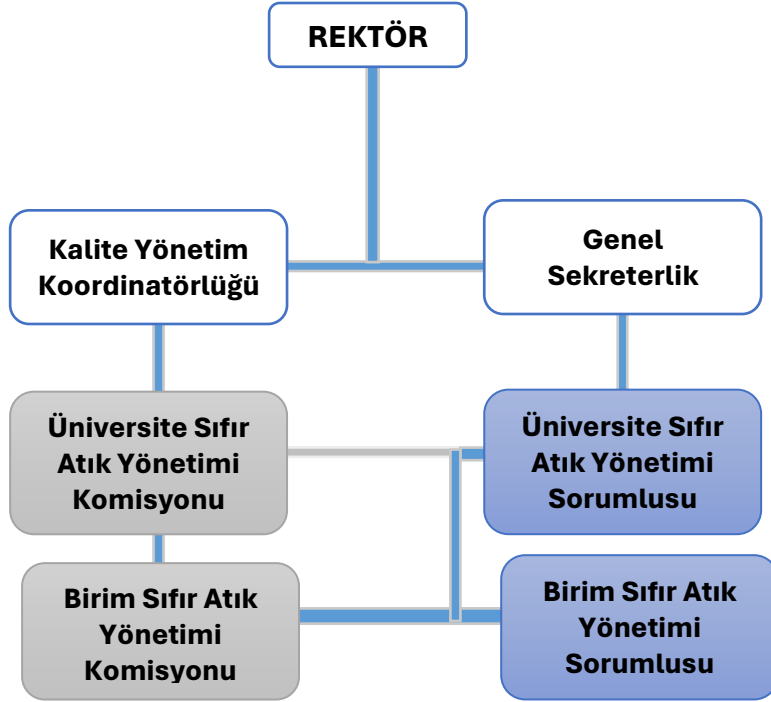 REKTÖR
Kalite Yönetim
Koordinatörlüğü
Genel
Sekreterlik
Üniversite Sıfır
Atık Yönetimi
Komisyonu
Üniversite Sıfır
Atık Yönetimi
Sorumlusu
Birim Sıfır Atık
Yönetimi
Komisyonu
Birim Sıfır Atık
Yönetimi
Sorumlusu